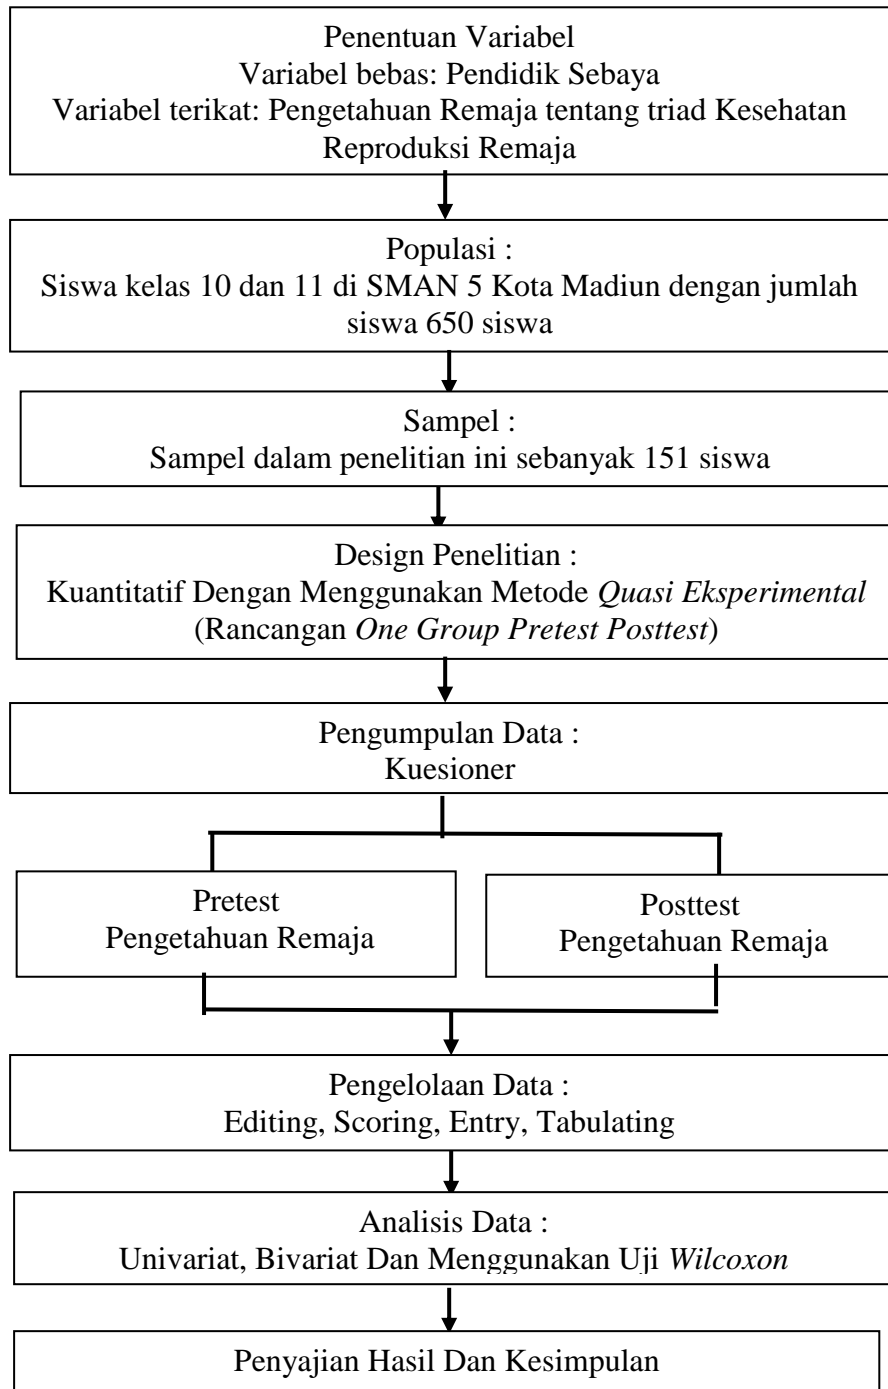 Penentuan Variabel
Variabel bebas: Pendidik Sebaya
Variabel terikat: Pengetahuan Remaja tentang triad Kesehatan
Reproduksi Remaja
Populasi :
Siswa kelas 10 dan 11 di SMAN 5 Kota Madiun dengan jumlah
siswa 650 siswa
Sampel :
Sampel dalam penelitian ini sebanyak 151 siswa
Design Penelitian :
Kuantitatif Dengan Menggunakan Metode Quasi Eksperimental
(Rancangan One Group Pretest Posttest)
Pengumpulan Data :
Kuesioner
Pretest
Pengetahuan Remaja
Posttest
Pengetahuan Remaja
Pengelolaan Data :
Editing, Scoring, Entry, Tabulating
Analisis Data :
Univariat, Bivariat Dan Menggunakan Uji Wilcoxon
Penyajian Hasil Dan Kesimpulan